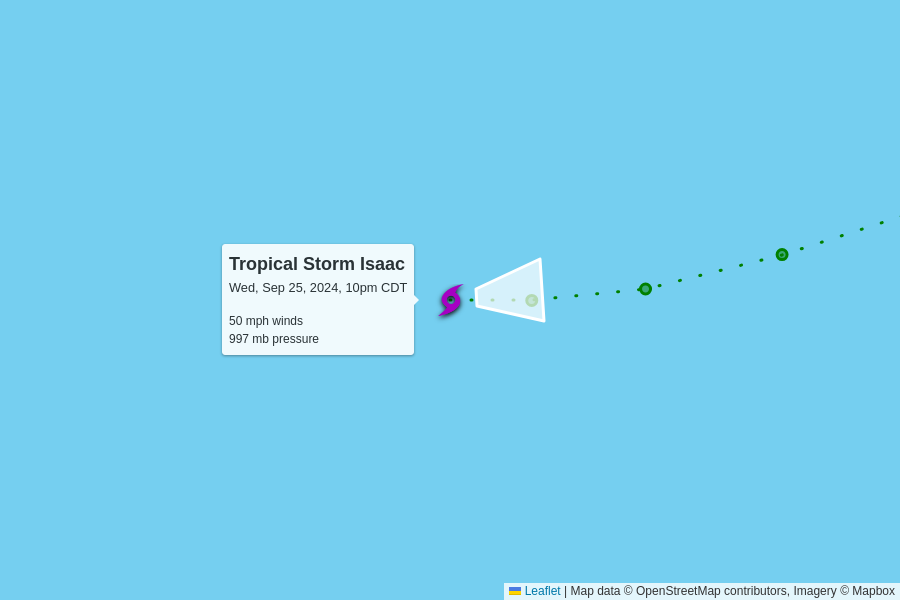 Tropical Storm Isaac
Wed, Sep 25, 2024, 10pm CDT
50 mph winds
997 mb pressure
Leaflet | Map data © OpenStreetMap contributors, Imagery © Mapbox